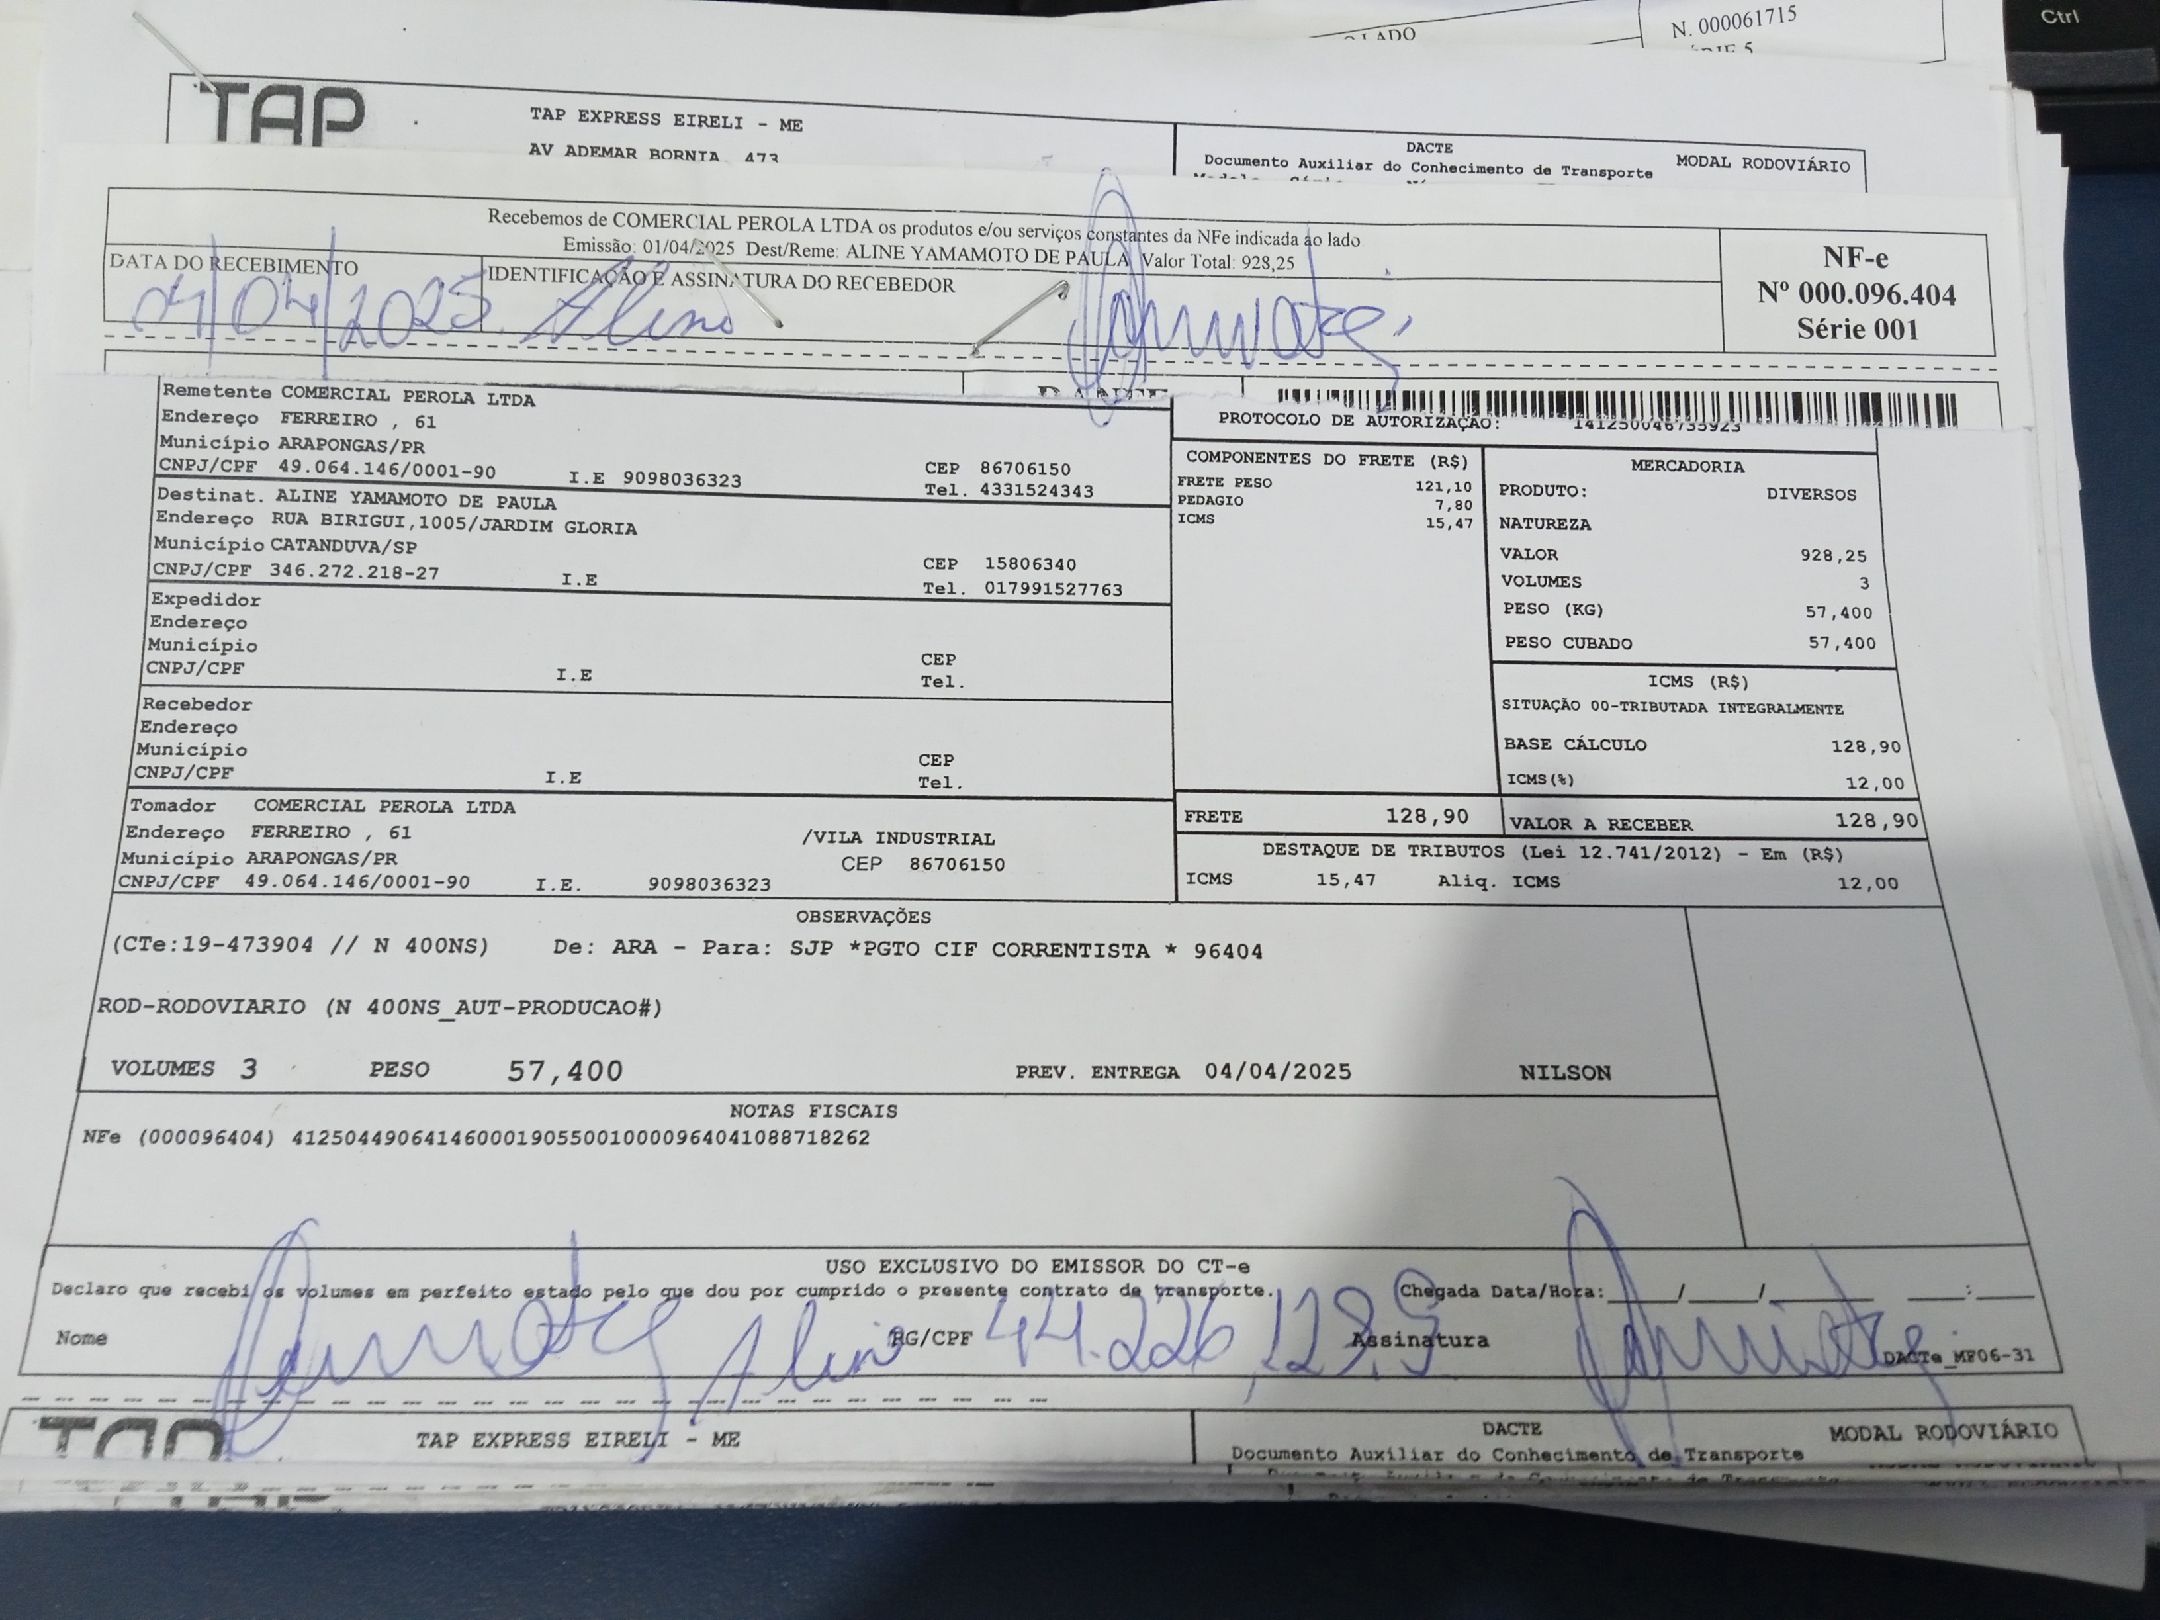 Ctrl
N. 000061715
LADO
TAP
TAP EXPRESS EIRELI - ME
AV ADEMAR BORNIA, 473
DACTE
MODAL RODOVIÁRIO
Documento Auxiliar do Conhecimento de Transporte
Recebemos de COMERCIAL PEROLA LTDA os produtos e/ou serviços constantes da NFe indicada ao lado
Emissão: 01/04/2025 Dest/Reme: ALINE YAMAMOTO DE PAULA Valor Total: 928,25
DATA DO RECEBIMENTO
IDENTIFICAÇÃO E ASSINATURA DO RECEBEDOR
NF-e
Nº 000.096.404
Série 001
04/04/2025
Remetente COMERCIAL PEROLA LTDA
Endereço FERREIRO , 61
Município ARAPONGAS/PR
CNPJ/CPF 49.064.146/0001-90 I.E 9098036323
CEP 86706150
Tel. 4331524343
Destinat. ALINE YAMAMOTO DE PAULA
Endereço RUA BIRIGUI,1005/JARDIM GLORIA
Município CATANDUVA/SP
CNPJ/CPF 346.272.218-27 I.E
CEP 15806340
Tel. 017991527763
Expedidor
Endereço
Município
CNPJ/CPF I.E
CEP
Tel.
Recebedor
Endereço
Município
CNPJ/CPF I.E
CEP
Tel.
Tomador COMERCIAL PEROLA LTDA
Endereço FERREIRO , 61 /VILA INDUSTRIAL
Município ARAPONGAS/PR CEP 86706150
CNPJ/CPF 49.064.146/0001-90 I.E. 9098036323
PROTOCOLO DE AUTORIZAÇÃO: 141250046735923
COMPONENTES DO FRETE (R$)
FRETE PESO 121,10
PEDAGIO 7,80
ICMS 15,47
MERCADORIA
PRODUTO: DIVERSOS
NATUREZA
VALOR 928,25
VOLUMES 3
PESO (KG) 57,400
PESO CUBADO 57,400
ICMS (R$)
SITUAÇÃO 00-TRIBUTADA INTEGRALMENTE
BASE CÁLCULO 128,90
ICMS(%) 12,00
FRETE 128,90
VALOR A RECEBER 128,90
DESTAQUE DE TRIBUTOS (Lei 12.741/2012) - Em (R$)
ICMS 15,47 Aliq. ICMS 12,00
OBSERVAÇÕES
(CTe:19-473904 // N 400NS) De: ARA - Para: SJP *PGTO CIF CORRENTISTA * 96404
ROD-RODOVIARIO (N 400NS_AUT-PRODUCAO#)
VOLUMES 3 PESO 57,400 PREV. ENTREGA 04/04/2025 NILSON
NOTAS FISCAIS
NFe (000096404) 41250449064146000190550010000964041088718262
USO EXCLUSIVO DO EMISSOR DO CT-e
Declaro que recebi os volumes em perfeito estado pelo que dou por cumprido o presente contrato de transporte. Chegada Data/Hora: / / :
Nome RG/CPF 44.226.128.9 Assinatura
DACTe_MF06-31
TAP
TAP EXPRESS EIRELI - ME
DACTE
MODAL RODOVIÁRIO
Documento Auxiliar do Conhecimento de Transporte